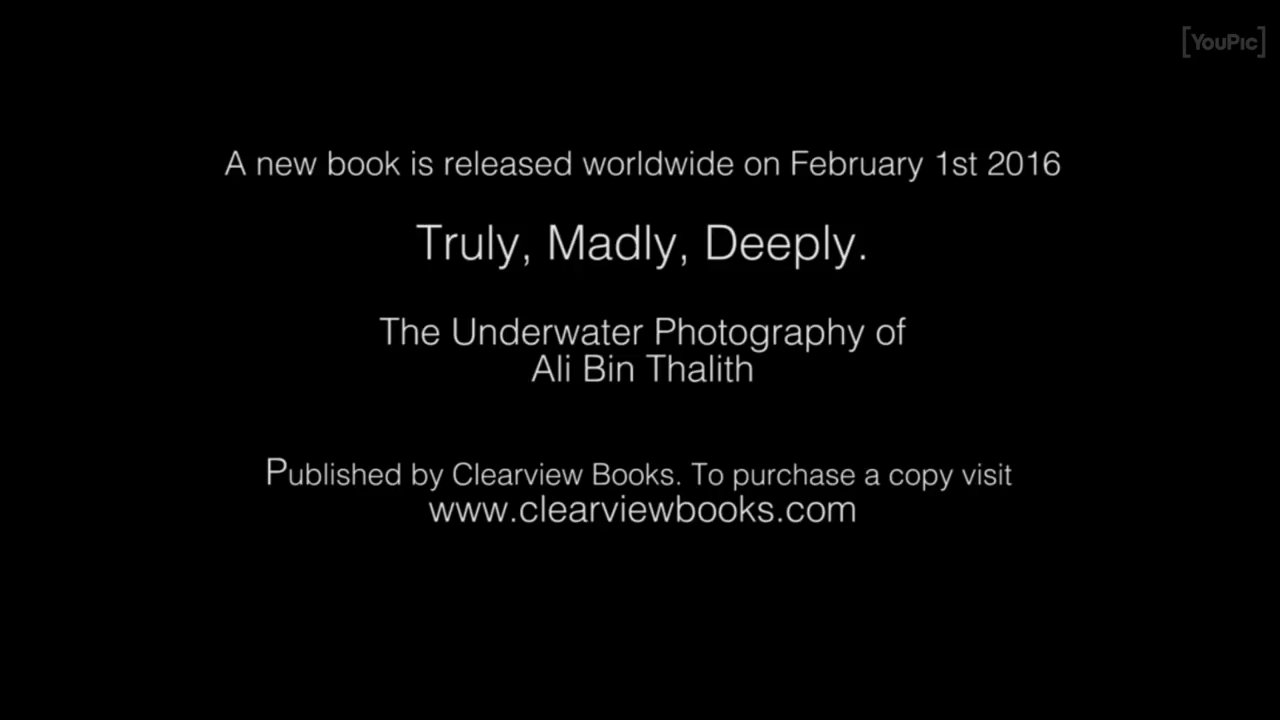 [YouPic]
A new book is released worldwide on February 1st 2016
Truly, Madly, Deeply.
The Underwater Photography of
Ali Bin Thalith
Published by Clearview Books. To purchase a copy visit
www.clearviewbooks.com